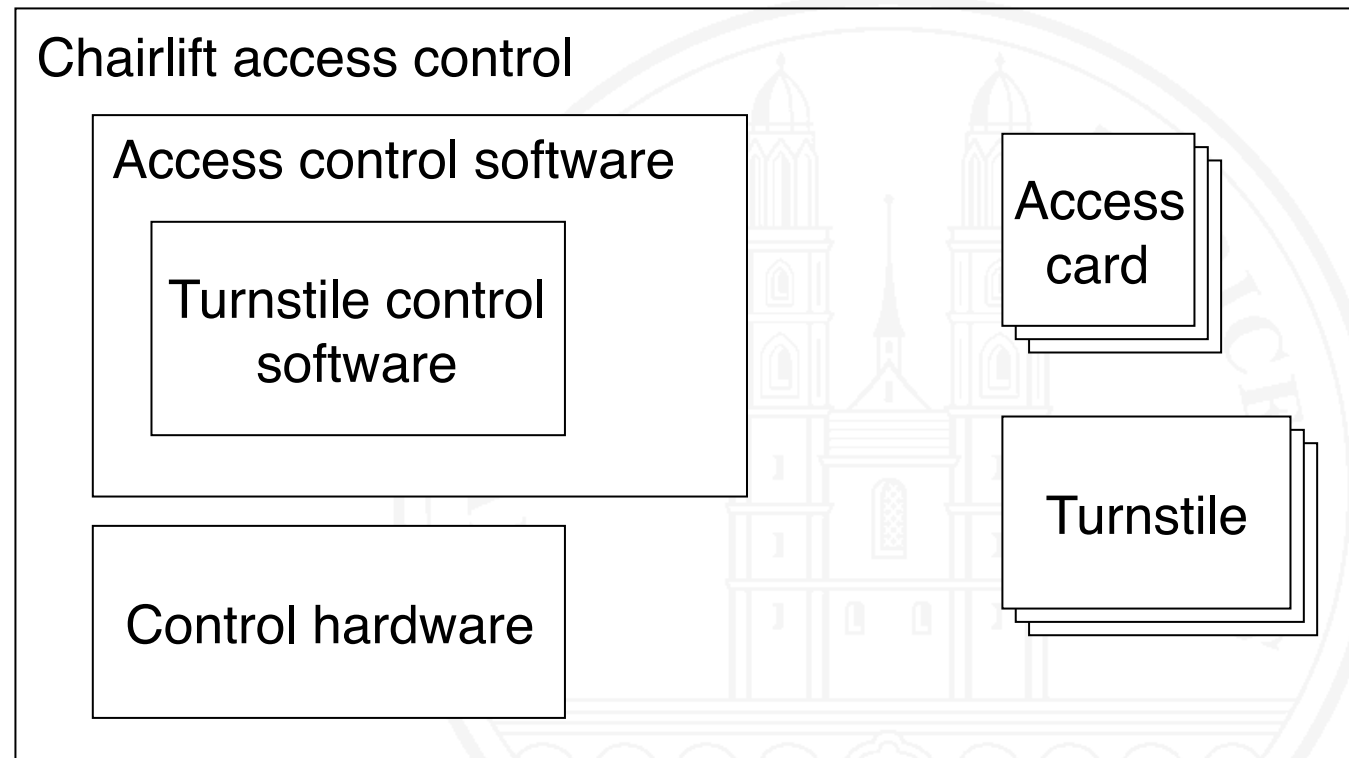 Chairlift access control
Access control software
Turnstile control
software
Control hardware
Access
card
Turnstile